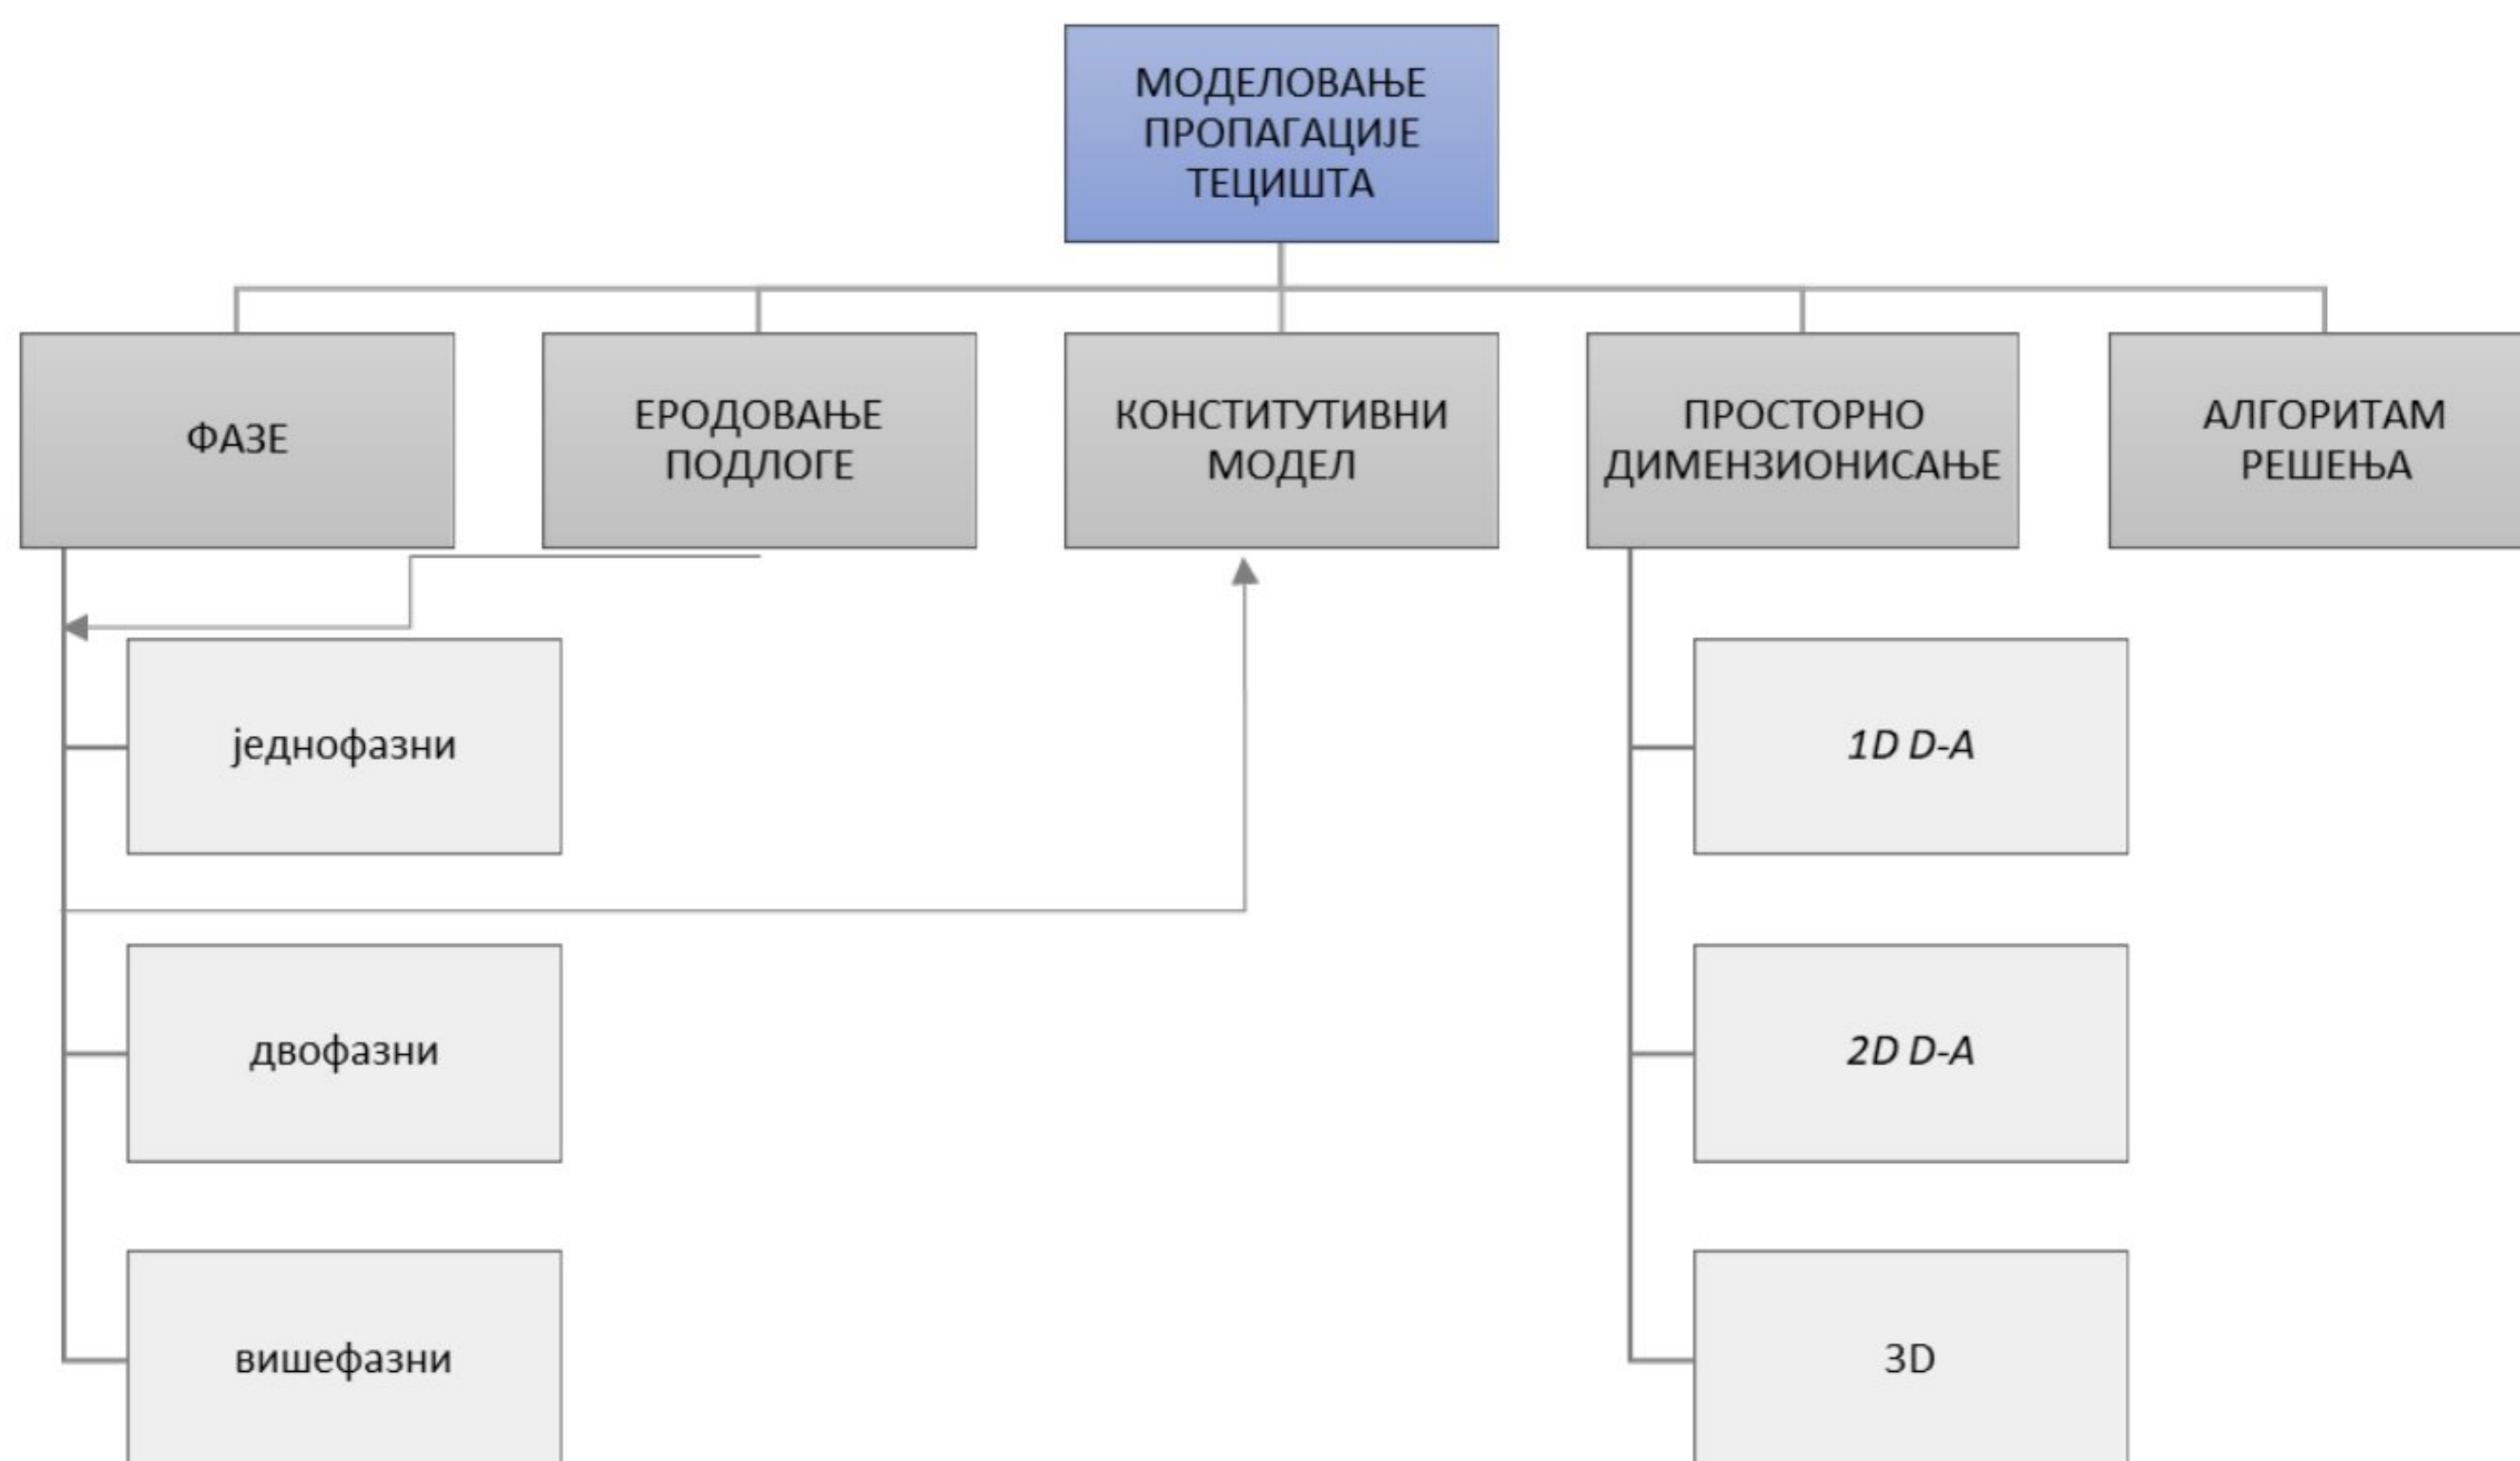 МОДЕЛОВАЊЕ
ПРОПАГАЦИЈЕ
ТЕЦИШТА
ФАЗЕ
ЕРОДОВАЊЕ
ПОДЛОГЕ
КОНСТИТУТИВНИ
МОДЕЛ
ПРОСТОРНО
ДИМЕНЗИОНИСАЊЕ
АЛГОРИТАМ
РЕШЕЊА
једнофазни
двофазни
вишефазни
1D D-A
2D D-A
3D